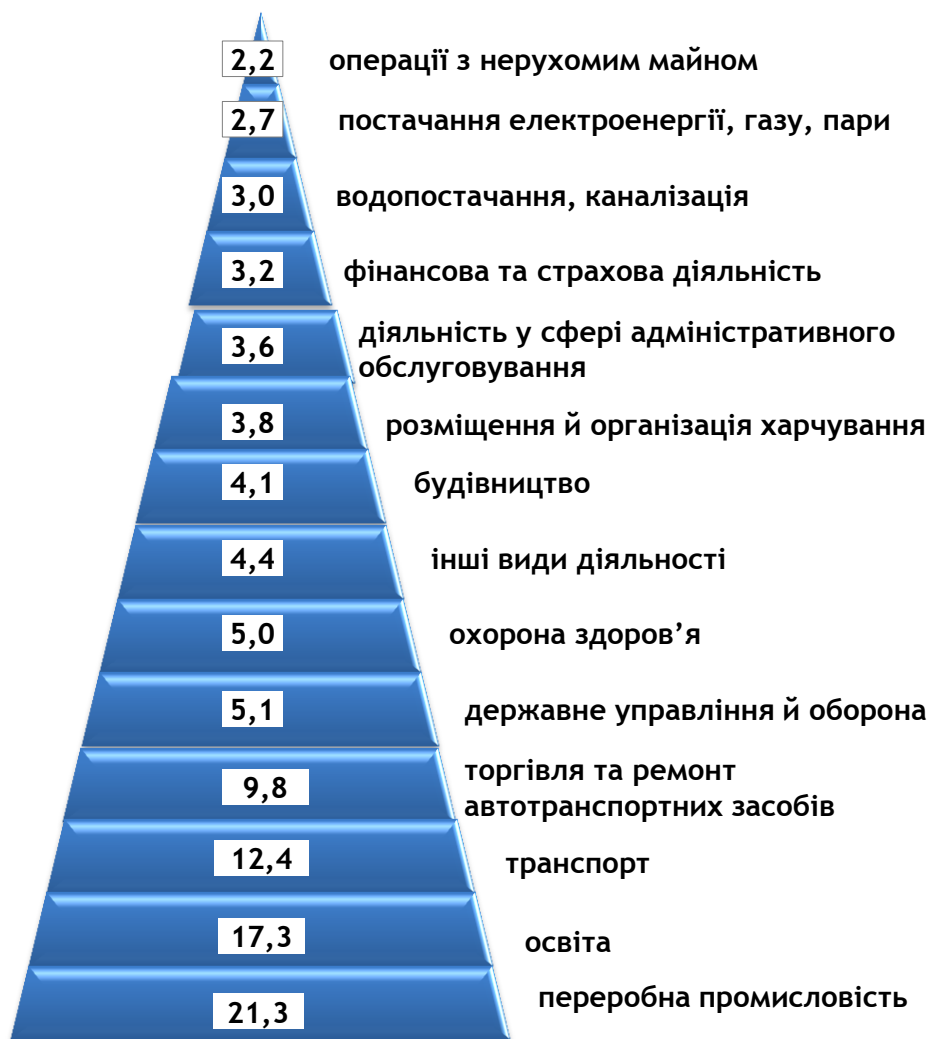 2,2 операції з нерухомим майном
2,7 постачання електроенергії, газу, пари
3,0 водопостачання, каналізація
3,2 фінансова та страхова діяльність
3,6 діяльність у сфері адміністративного
обслуговування
3,8 розміщення й організація харчування
4,1 будівництво
4,4 інші види діяльності
5,0 охорона здоров’я
5,1 державне управління й оборона
9,8 торгівля та ремонт
автотранспортних засобів
12,4 транспорт
17,3 освіта
21,3 переробна промисловість